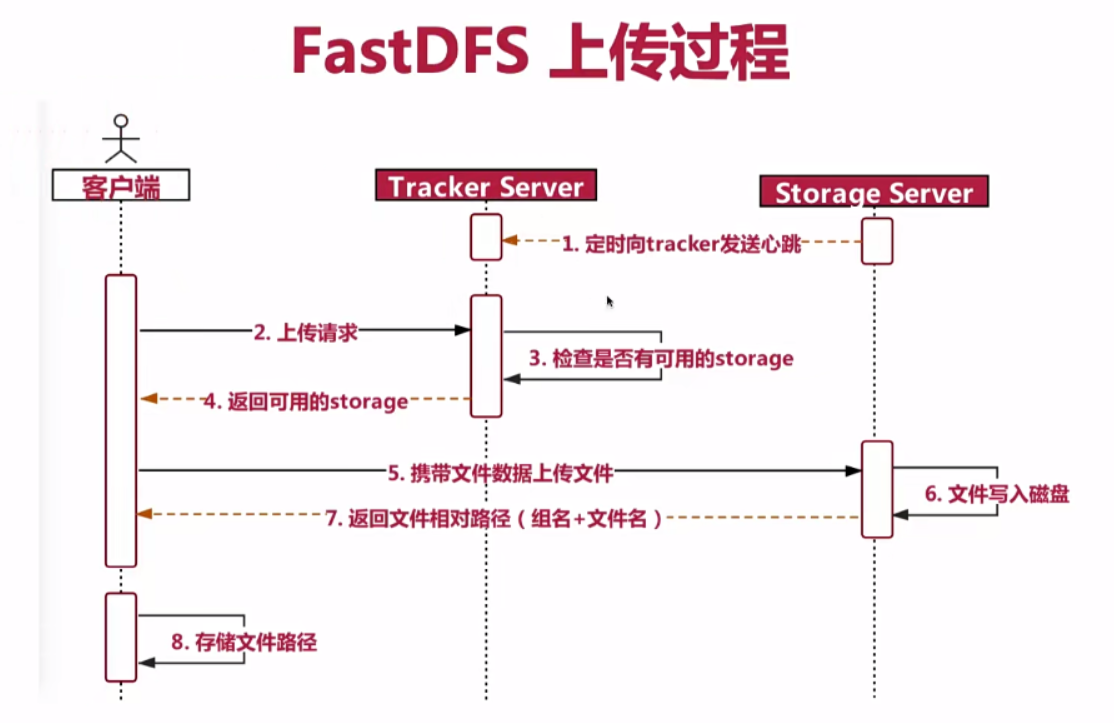 FastDFS 上传过程
客户端
Tracker Server
Storage Server
1. 定时向tracker发送心跳
2. 上传请求
3. 检查是否有可用的storage
4. 返回可用的storage
5. 携带文件数据上传文件
6. 文件写入磁盘
7. 返回文件相对路径（组名+文件名）
8. 存储文件路径